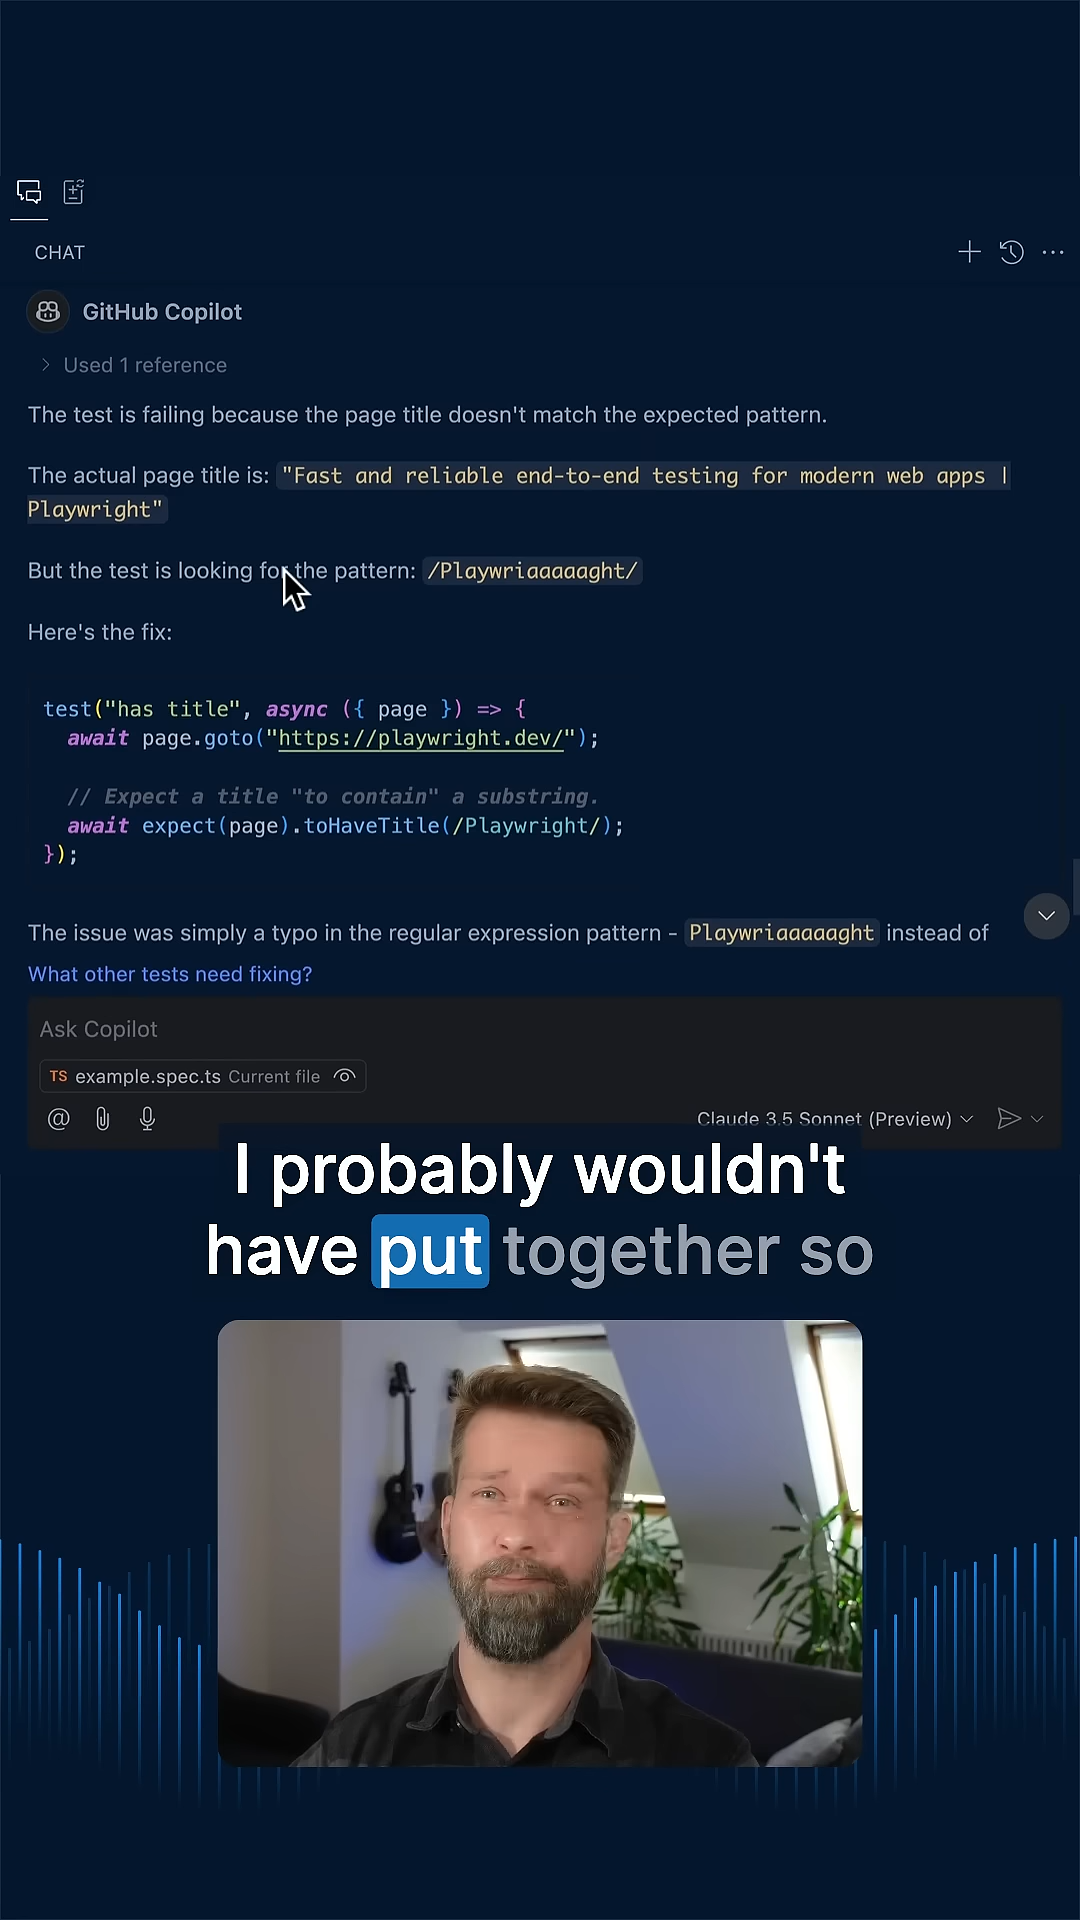 CHAT
GitHub Copilot
Used 1 reference
The test is failing because the page title doesn't match the expected pattern.
The actual page title is: "Fast and reliable end-to-end testing for modern web apps |
Playwright"
But the test is looking for the pattern: /Playwriaaaaaght/
Here's the fix:
test("has title", async ({ page }) => {
await page.goto("https://playwright.dev/");
// Expect a title "to contain" a substring.
await expect(page).toHaveTitle(/Playwright/);
});
The issue was simply a typo in the regular expression pattern - Playwriaaaaaght instead of
What other tests need fixing?
Ask Copilot
TS example.spec.ts Current file
Claude 3.5 Sonnet (Preview)
I probably wouldn't
have put together so